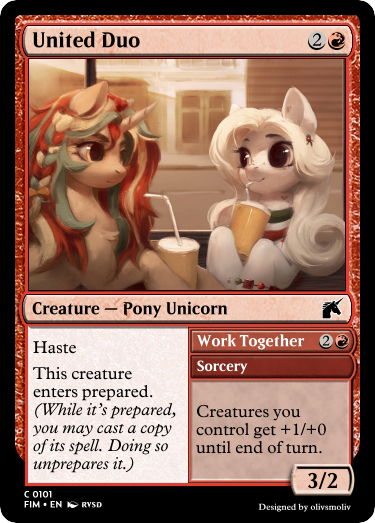 United Duo 2
Creature — Pony Unicorn
Haste
This creature
enters prepared.
(While it's prepared,
you may cast a
copy of its spell. Doing so
unprepares it.)
Work Together 2
Sorcery
Creatures you
control get +1/+0
until end of turn.
3/2
C 0101
FIM • EN RVSD
Designed by olivsmoliv